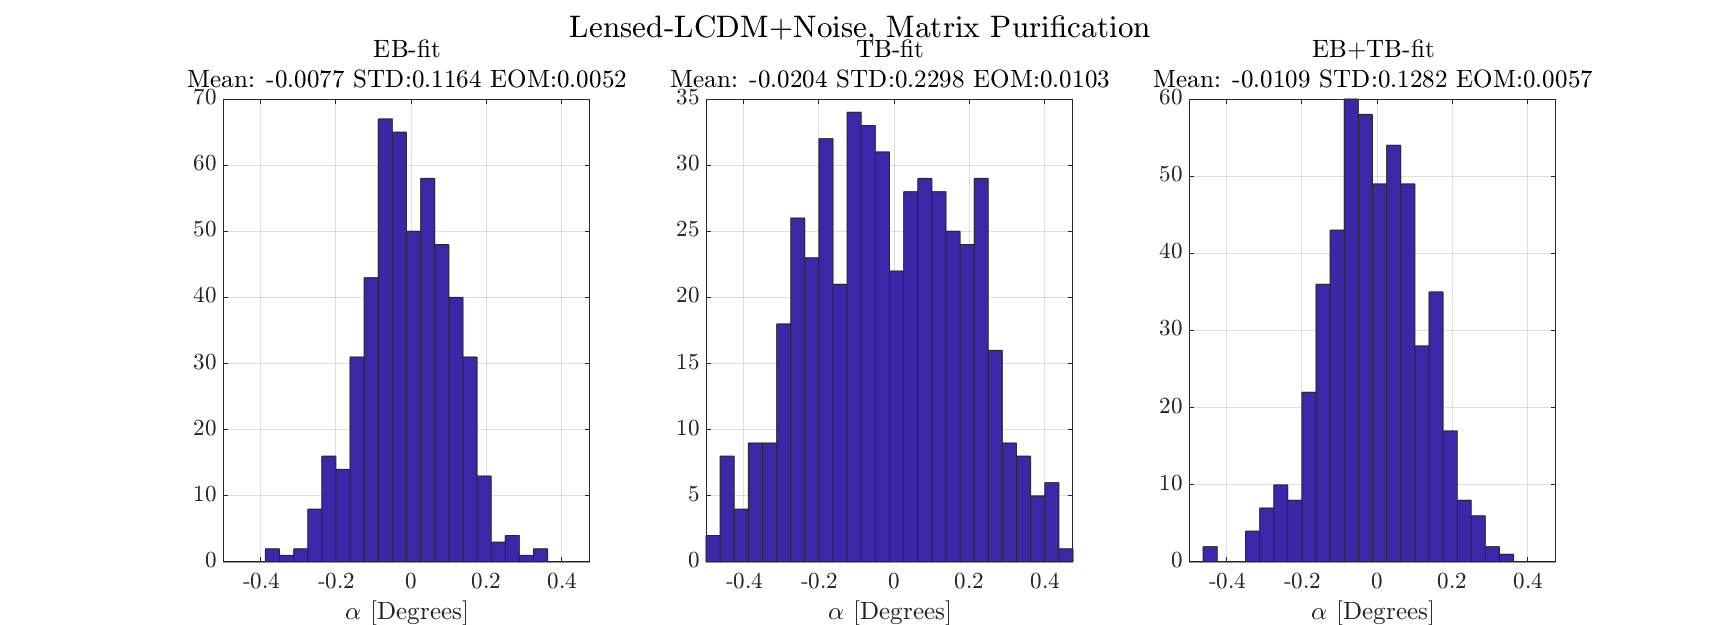 Lensed-LCDM+Noise, Matrix Purification
EB-fit
Mean: -0.0077 STD:0.1164 EOM:0.0052
70
60
50
40
30
20
10
0
-0.4 -0.2 0 0.2 0.4
α [Degrees]
TB-fit
Mean: -0.0204 STD:0.2298 EOM:0.0103
35
30
25
20
15
10
5
0
-0.4 -0.2 0 0.2 0.4
α [Degrees]
EB+TB-fit
Mean: -0.0109 STD:0.1282 EOM:0.0057
60
50
40
30
20
10
0
-0.4 -0.2 0 0.2 0.4
α [Degrees]